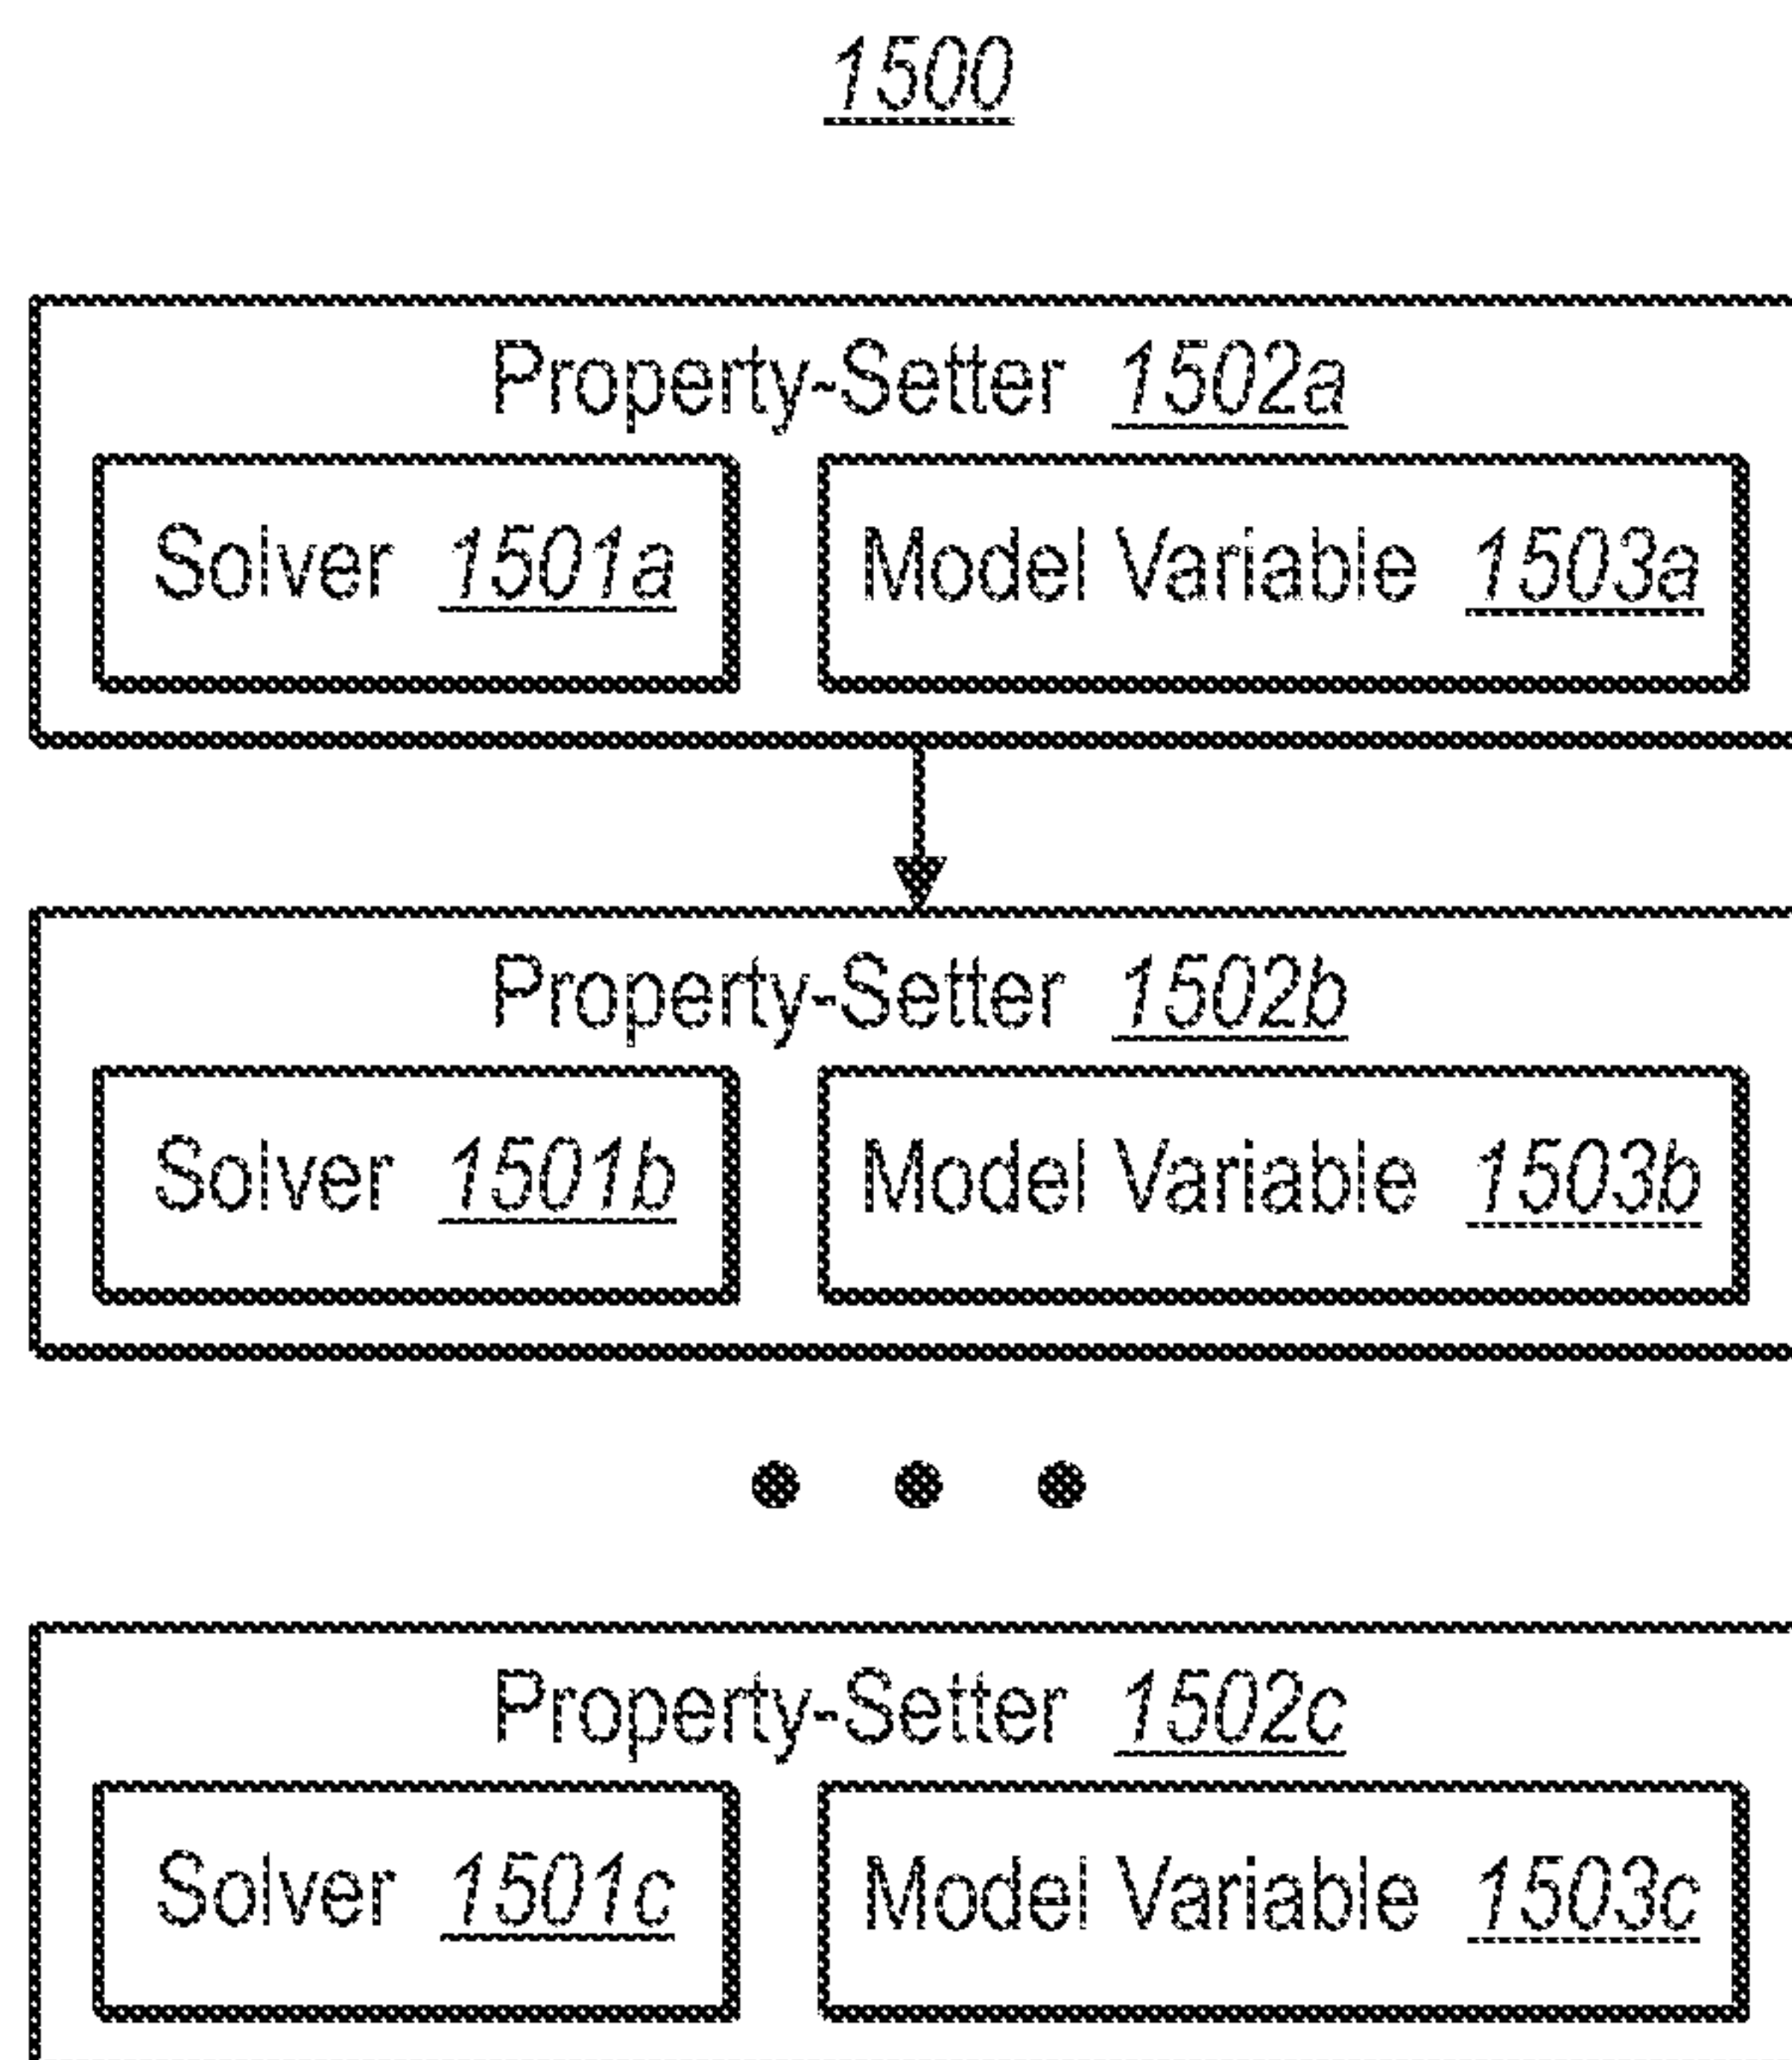 1500
Property-Setter 1502a
Solver 1501a
Model Variable 1503a
Property-Setter 1502b
Solver 1501b
Model Variable 1503b
Property-Setter 1502c
Solver 1501c
Model Variable 1503c